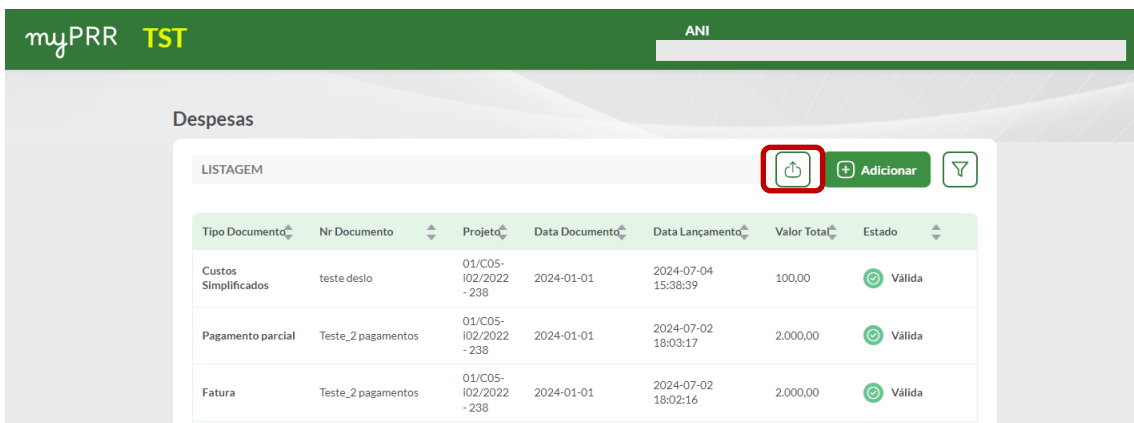 myPRR TST
ANI
Despesas
LISTAGEM
Adicionar
Tipo Documento Nr Documento Projeto Data Documento Data Lançamento Valor Total Estado
Custos Simplificados teste deslo 01/C05-i02/2022 - 238 2024-01-01 2024-07-04 15:38:39 100,00 Válida
Pagamento parcial Teste_2 pagamentos 01/C05-i02/2022 - 238 2024-01-01 2024-07-02 18:03:17 2.000,00 Válida
Fatura Teste_2 pagamentos 01/C05-i02/2022 - 238 2024-01-01 2024-07-02 18:02:16 2.000,00 Válida